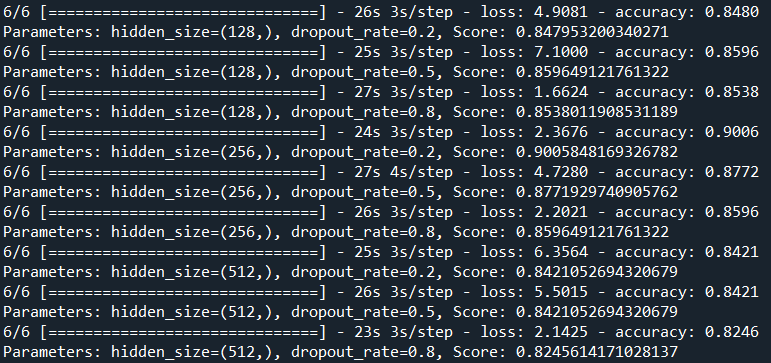 6/6 [==============================] - 26s 3s/step - loss: 4.9081 - accuracy: 0.8480
Parameters: hidden_size=(128,), dropout_rate=0.2, Score: 0.847953200340271
6/6 [==============================] - 25s 3s/step - loss: 7.1000 - accuracy: 0.8596
Parameters: hidden_size=(128,), dropout_rate=0.5, Score: 0.859649121761322
6/6 [==============================] - 27s 3s/step - loss: 1.6624 - accuracy: 0.8538
Parameters: hidden_size=(128,), dropout_rate=0.8, Score: 0.8538011908531189
6/6 [==============================] - 24s 3s/step - loss: 2.3676 - accuracy: 0.9006
Parameters: hidden_size=(256,), dropout_rate=0.2, Score: 0.9005848169326782
6/6 [==============================] - 27s 4s/step - loss: 4.7280 - accuracy: 0.8772
Parameters: hidden_size=(256,), dropout_rate=0.5, Score: 0.8771929740905762
6/6 [==============================] - 26s 3s/step - loss: 2.2021 - accuracy: 0.8596
Parameters: hidden_size=(256,), dropout_rate=0.8, Score: 0.859649121761322
6/6 [==============================] - 25s 3s/step - loss: 6.3564 - accuracy: 0.8421
Parameters: hidden_size=(512,), dropout_rate=0.2, Score: 0.8421052694320679
6/6 [==============================] - 26s 3s/step - loss: 5.5015 - accuracy: 0.8421
Parameters: hidden_size=(512,), dropout_rate=0.5, Score: 0.8421052694320679
6/6 [==============================] - 23s 3s/step - loss: 2.1425 - accuracy: 0.8246
Parameters: hidden_size=(512,), dropout_rate=0.8, Score: 0.8245614171028137